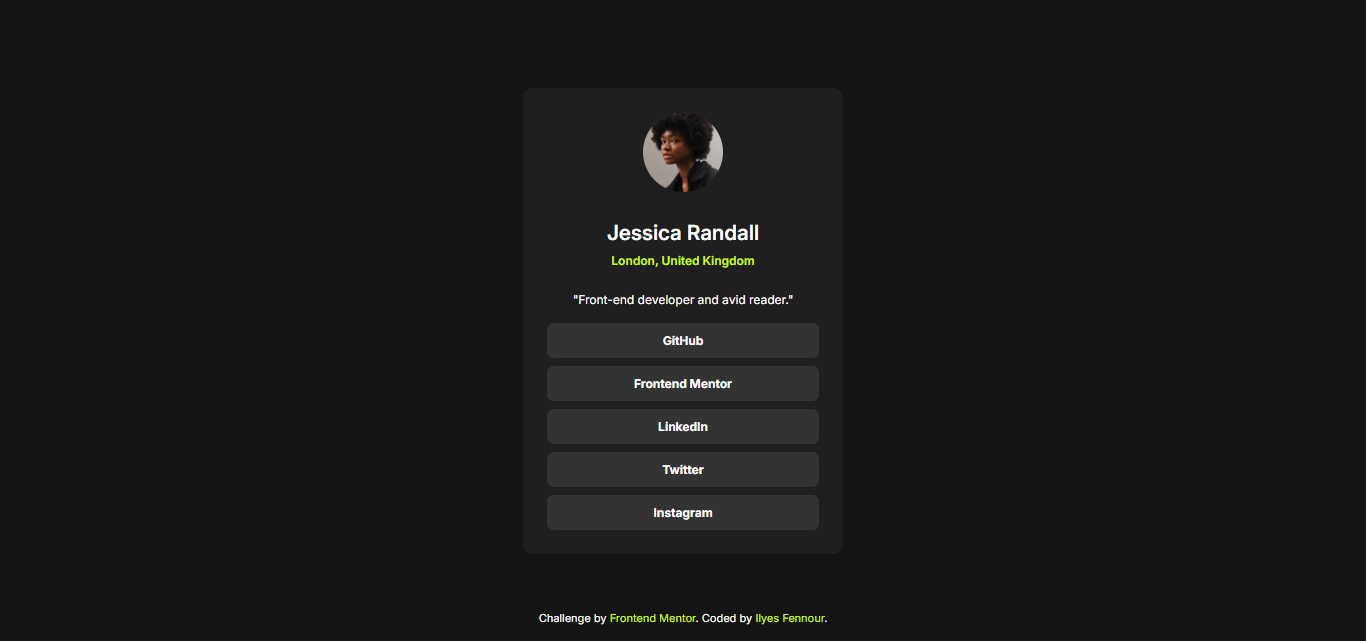 Jessica Randall
London, United Kingdom
"Front-end developer and avid reader."
GitHub
Frontend Mentor
LinkedIn
Twitter
Instagram
Challenge by Frontend Mentor. Coded by Ilyes Fennour.